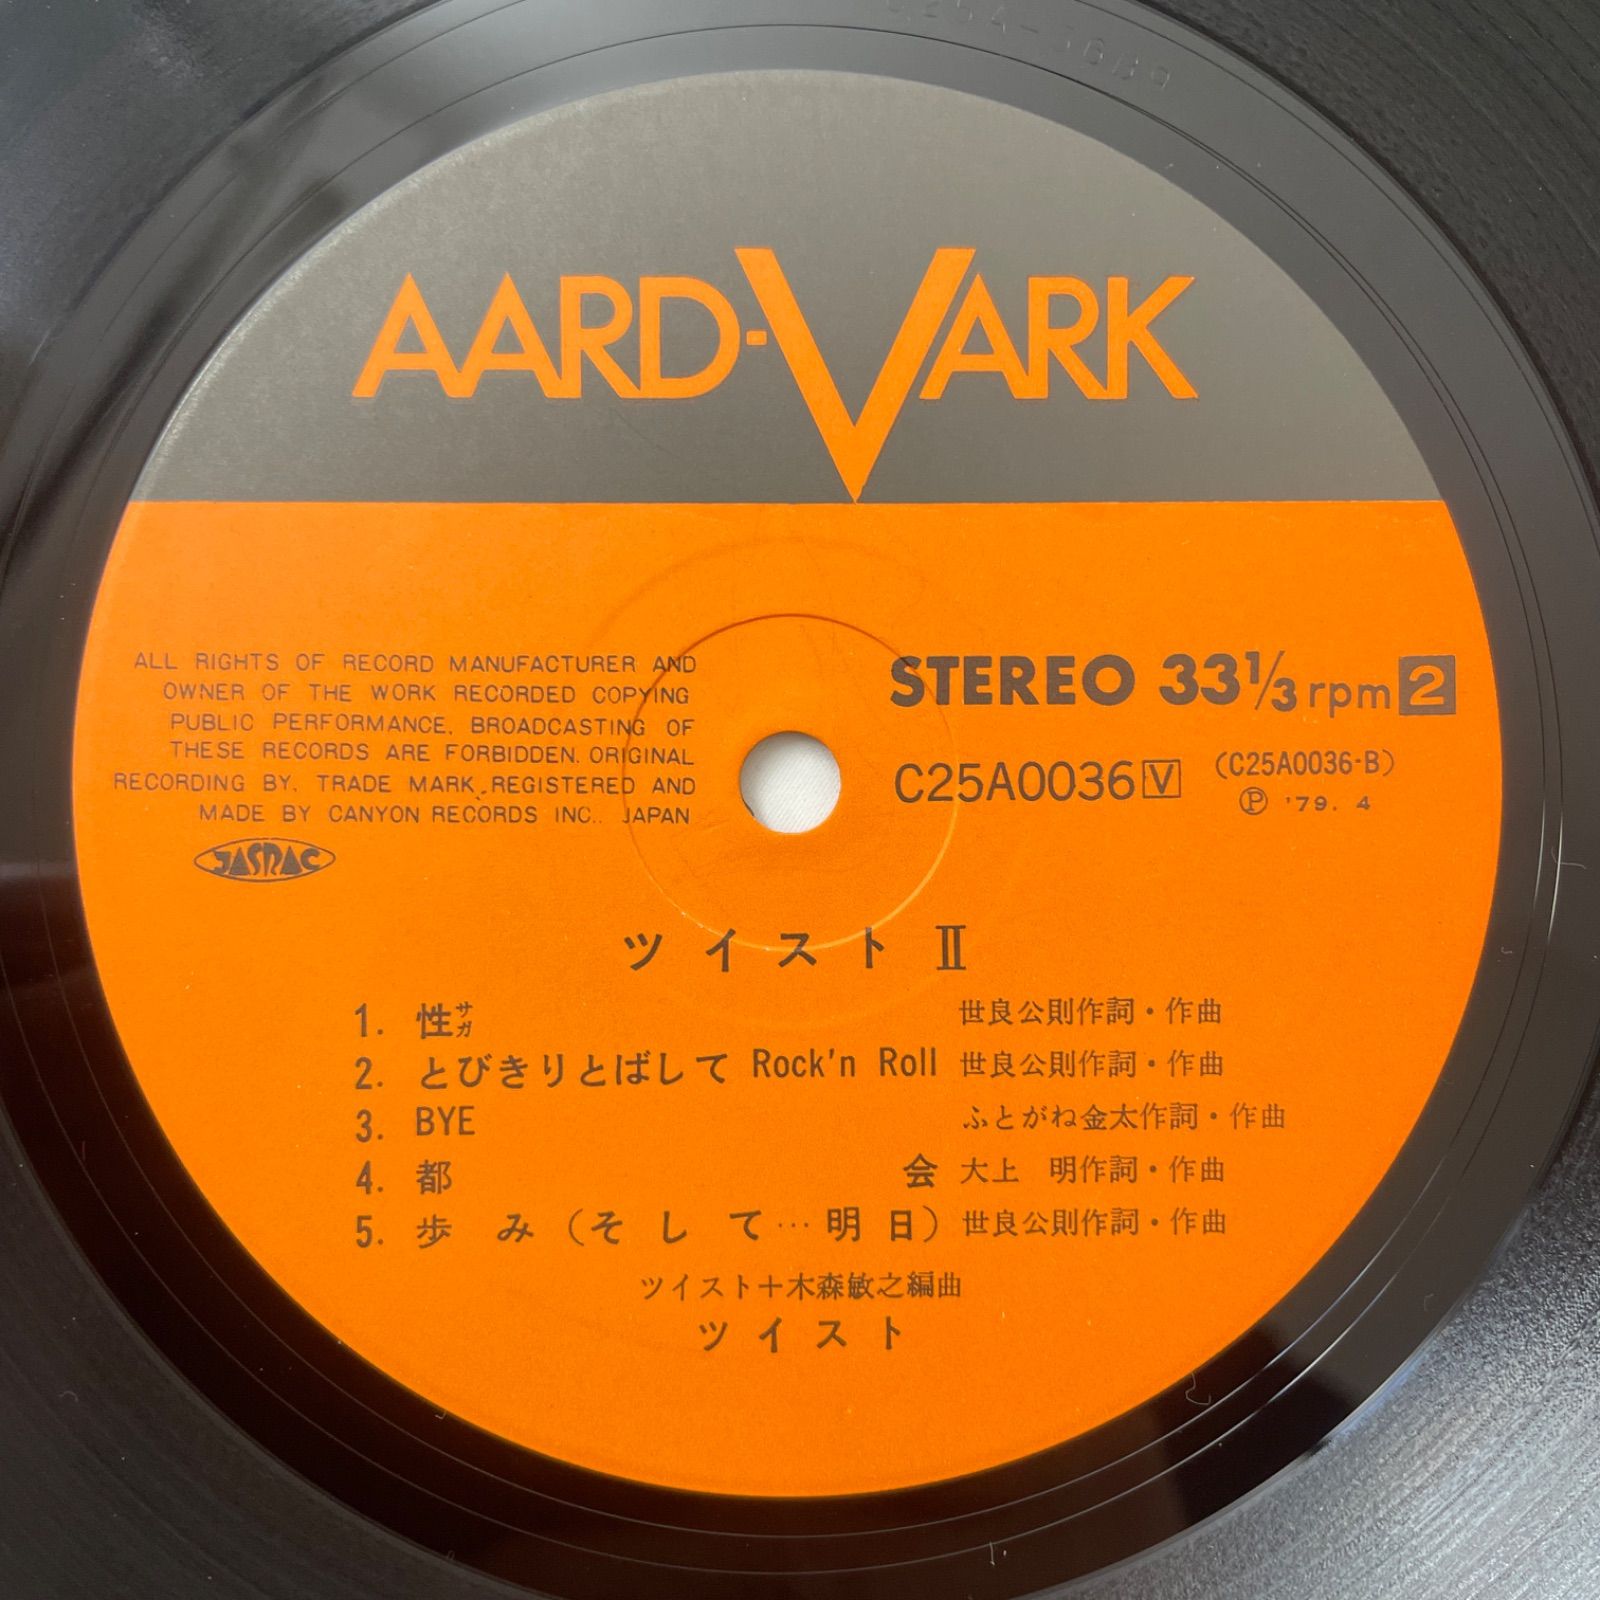 AARD-VARK
ALL RIGHTS OF RECORD MANUFACTURER AND
OWNER OF THE WORK RECORDED COPYING
PUBLIC PERFORMANCE, BROADCASTING OF
THESE RECORDS ARE FORBIDDEN. ORIGINAL
RECORDING BY, TRADE MARK, REGISTERED AND
MADE BY CANYON RECORDS INC., JAPAN
JASRAC
STEREO 33 1/3 rpm 2
C25A0036 V (C25A0036-B)
Ⓟ '79. 4
ツイストⅡ
1. 性 サガ 世良公則作詞・作曲
2. とびきりとばして Rock'n Roll 世良公則作詞・作曲
3. BYE ふとがね金太作詞・作曲
4. 都会 大上 明作詞・作曲
5. 歩み(そして…明日) 世良公則作詞・作曲
ツイスト+木森敏之編曲
ツイスト